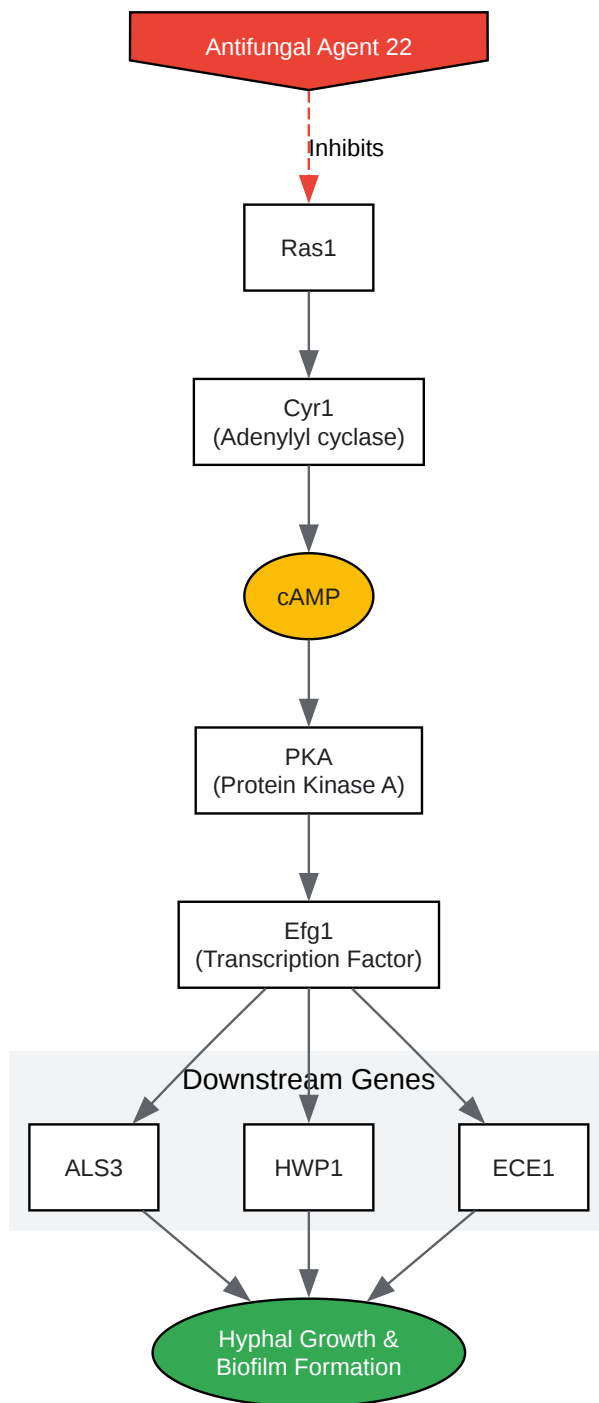 Antifungal Agent 22
Inhibits
Ras1
Cyr1
(Adenylyl cyclase)
cAMP
PKA
(Protein Kinase A)
Efg1
(Transcription Factor)
Downstream Genes
ALS3
HWP1
ECE1
Hyphal Growth &
Biofilm Formation